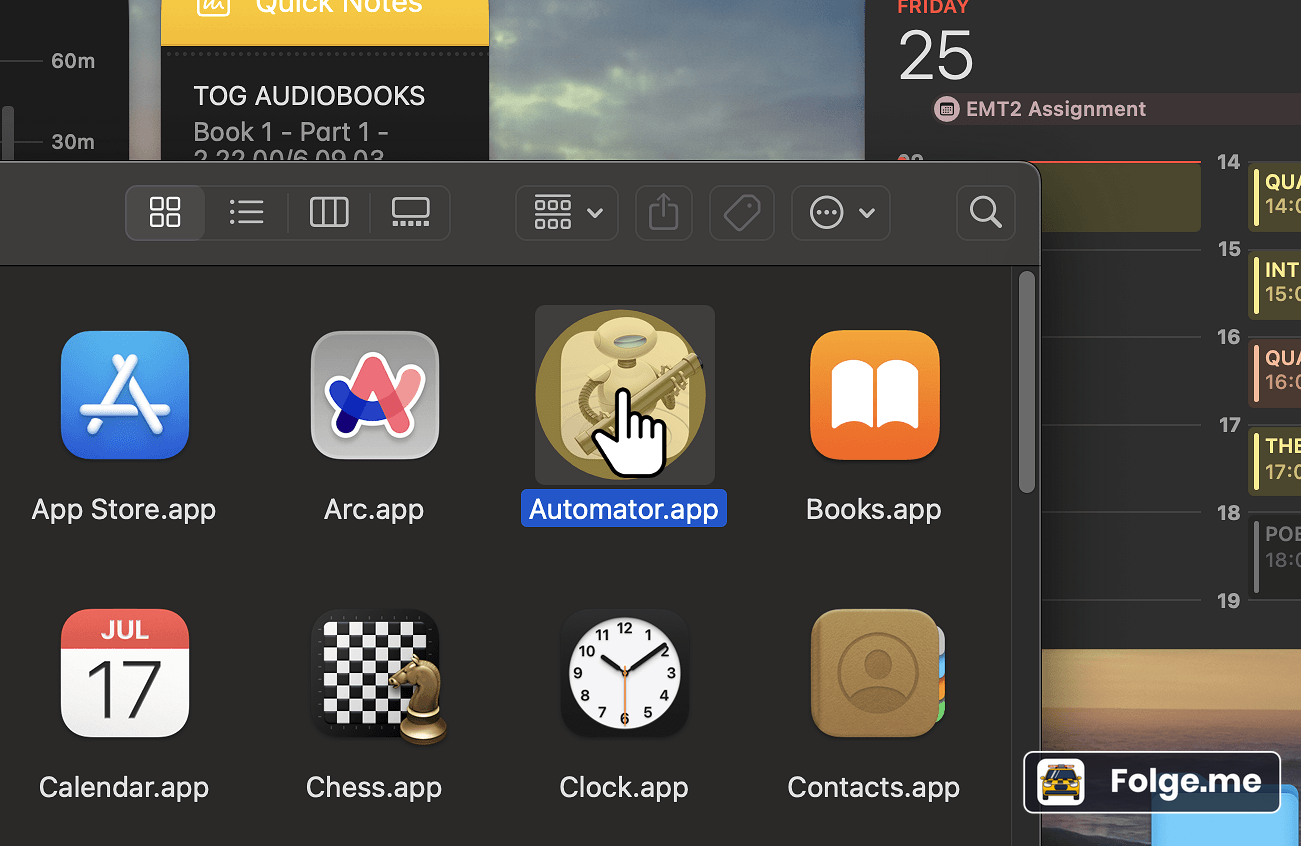 Quick Notes
FRIDAY
25
60m
TOG AUDIOBOOKS
EMT2 Assignment
Book 1 - Part 1 -
30m
2.22.00/6.09.03
14
QUA
14:0
15
INT
15:0
16
QUA
16:0
17
THE
17:0
18
POE
18:0
19
App Store.app
Arc.app
Automator.app
Books.app
JUL
17
12
1
2
3
4
5
6
7
8
9
10
11
Calendar.app
Chess.app
Clock.app
Contacts.app
Folge.me